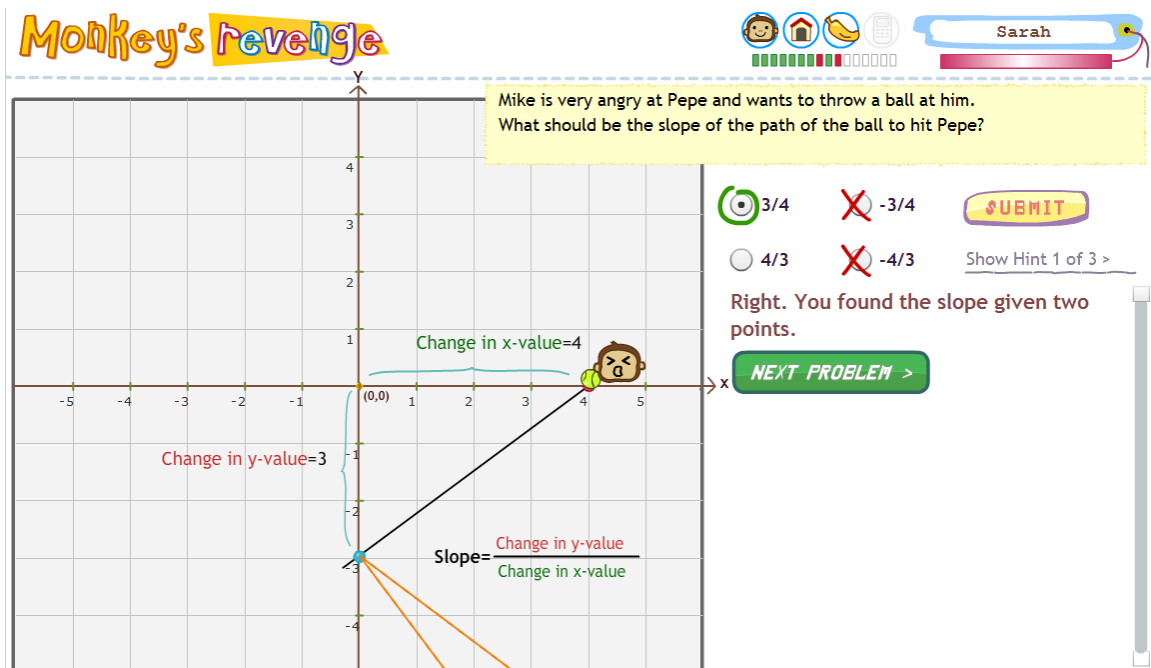 Monkey's revenge
Sarah
Mike is very angry at Pepe and wants to throw a ball at him.
What should be the slope of the path of the ball to hit Pepe?
3/4
-3/4
SUBMIT
4/3
-4/3
Show Hint 1 of 3 >
Right. You found the slope given two
points.
NEXT PROBLEM >
Y
4
3
2
1
Change in x-value=4
X
-5
-4
-3
-2
-1
(0,0)
1
2
3
4
5
Change in y-value=3
-1
-2
-3
-4
Slope=
Change in y-value
Change in x-value